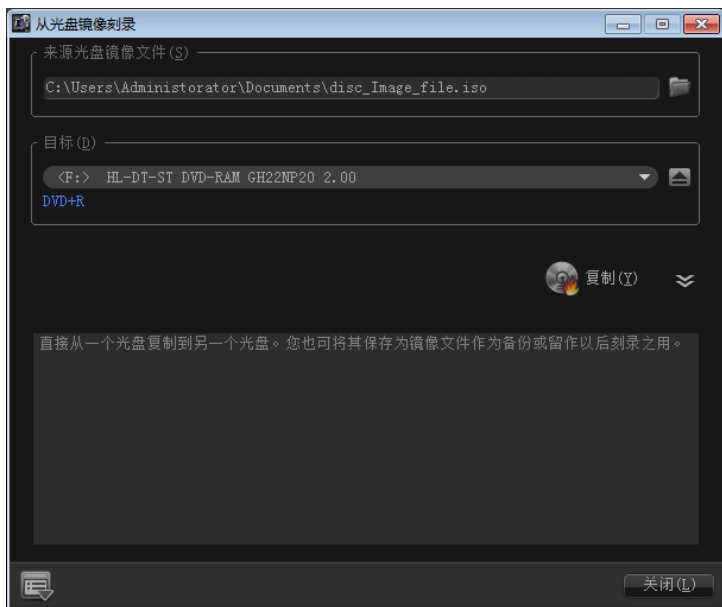 从光盘镜像刻录
来源光盘镜像文件(S)
C:\Users\Administorator\Documents\disc_Image_file.iso
目标(D)
<F:> HL-DT-ST DVD-RAM GH22NP20 2.00
DVD+R
复制(Y)
直接从一个光盘复制到另一个光盘。您也可将其保存为镜像文件作为备份或留作以后刻录之用。
关闭(L)